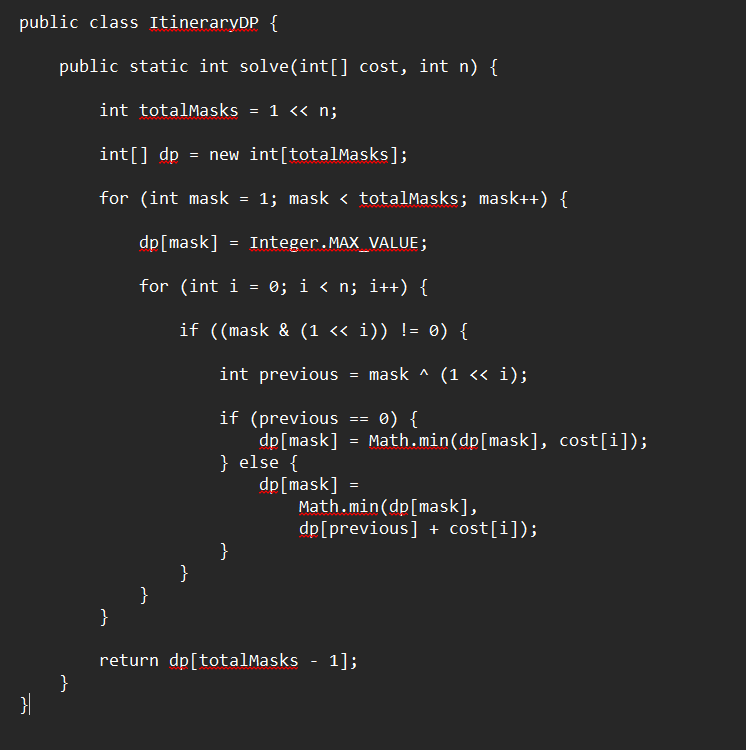 public class ItineraryDP {
public static int solve(int[] cost, int n) {
int totalMasks = 1 << n;
int[] dp = new int[totalMasks];
for (int mask = 1; mask < totalMasks; mask++) {
dp[mask] = Integer.MAX_VALUE;
for (int i = 0; i < n; i++) {
if ((mask & (1 << i)) != 0) {
int previous = mask ^ (1 << i);
if (previous == 0) {
dp[mask] = Math.min(dp[mask], cost[i]);
} else {
dp[mask] =
Math.min(dp[mask],
dp[previous] + cost[i]);
}
}
}
}
return dp[totalMasks - 1];
}
}